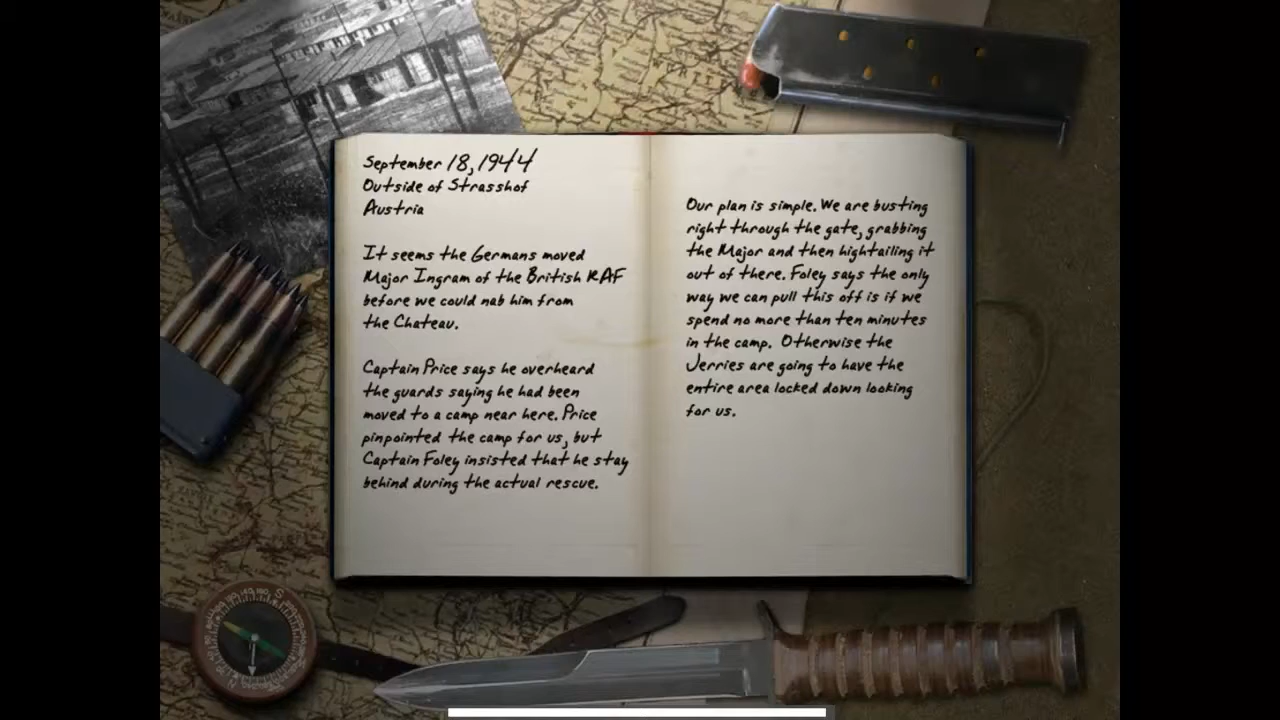 September 18, 1944
Outside of Strasshof
Austria
It seems the Germans moved
Major Ingram of the British RAF
before we could nab him from
the Chateau.
Captain Price says he overheard
the guards saying he had been
moved to a camp near here. Price
pinpointed the camp for us, but
Captain Foley insisted that he stay
behind during the actual rescue.
Our plan is simple. We are busting
right through the gate, grabbing
the Major and then hightailing it
out of there. Foley says the only
way we can pull this off is if we
spend no more than ten minutes
in the camp. Otherwise the
Jerries are going to have the
entire area locked down looking
for us.